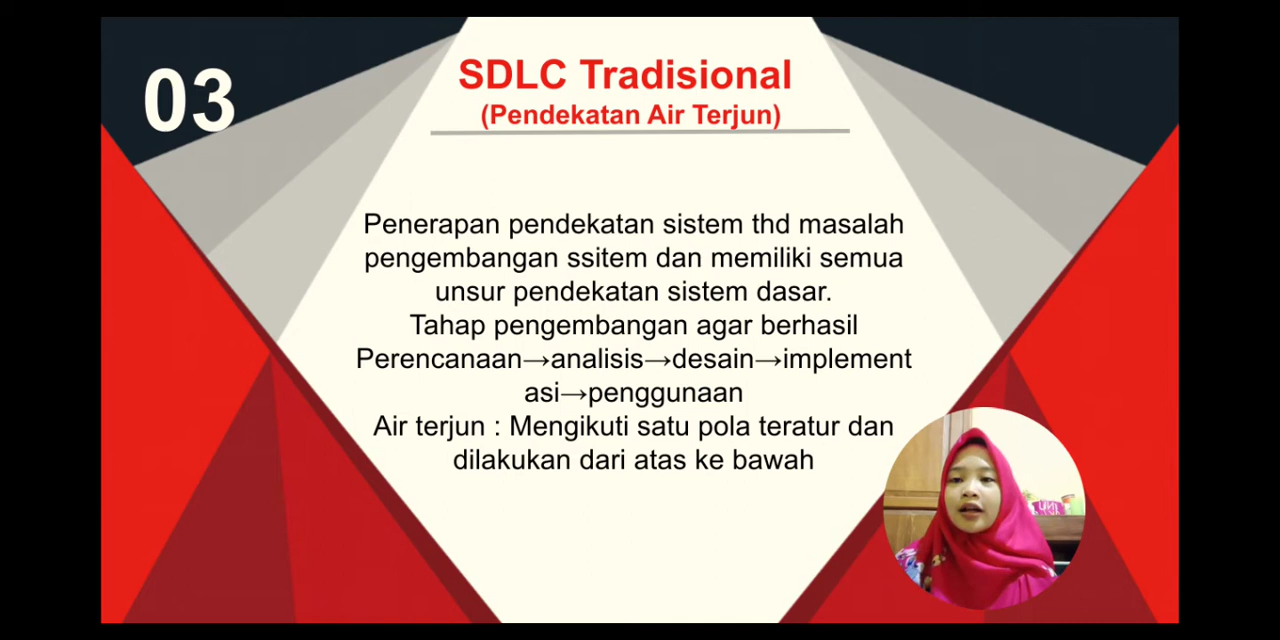 03
SDLC Tradisional
(Pendekatan Air Terjun)
Penerapan pendekatan sistem thd masalah
pengembangan ssitem dan memiliki semua
unsur pendekatan sistem dasar.
Tahap pengembangan agar berhasil
Perencanaan→analisis→desain→implement
asi→penggunaan
Air terjun : Mengikuti satu pola teratur dan
dilakukan dari atas ke bawah